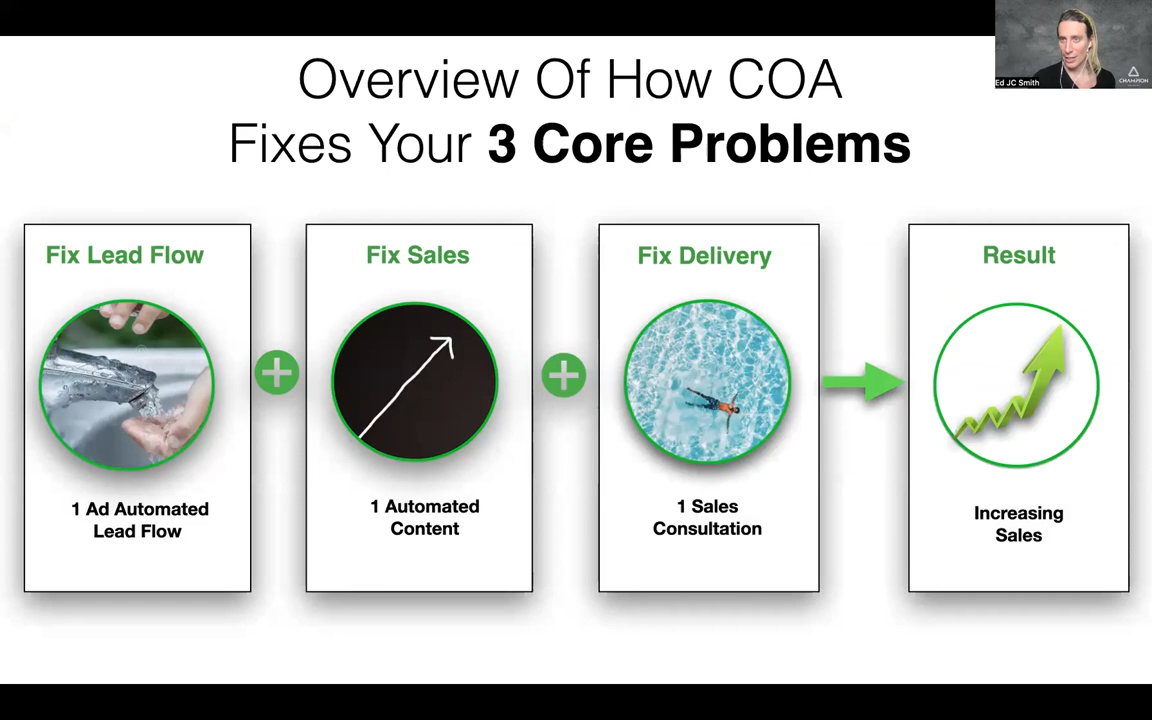 Overview Of How COA
Fixes Your 3 Core Problems
Ed JC Smith
CHAMPION
Fix Lead Flow
1 Ad Automated
Lead Flow
Fix Sales
1 Automated
Content
Fix Delivery
1 Sales
Consultation
Result
Increasing
Sales